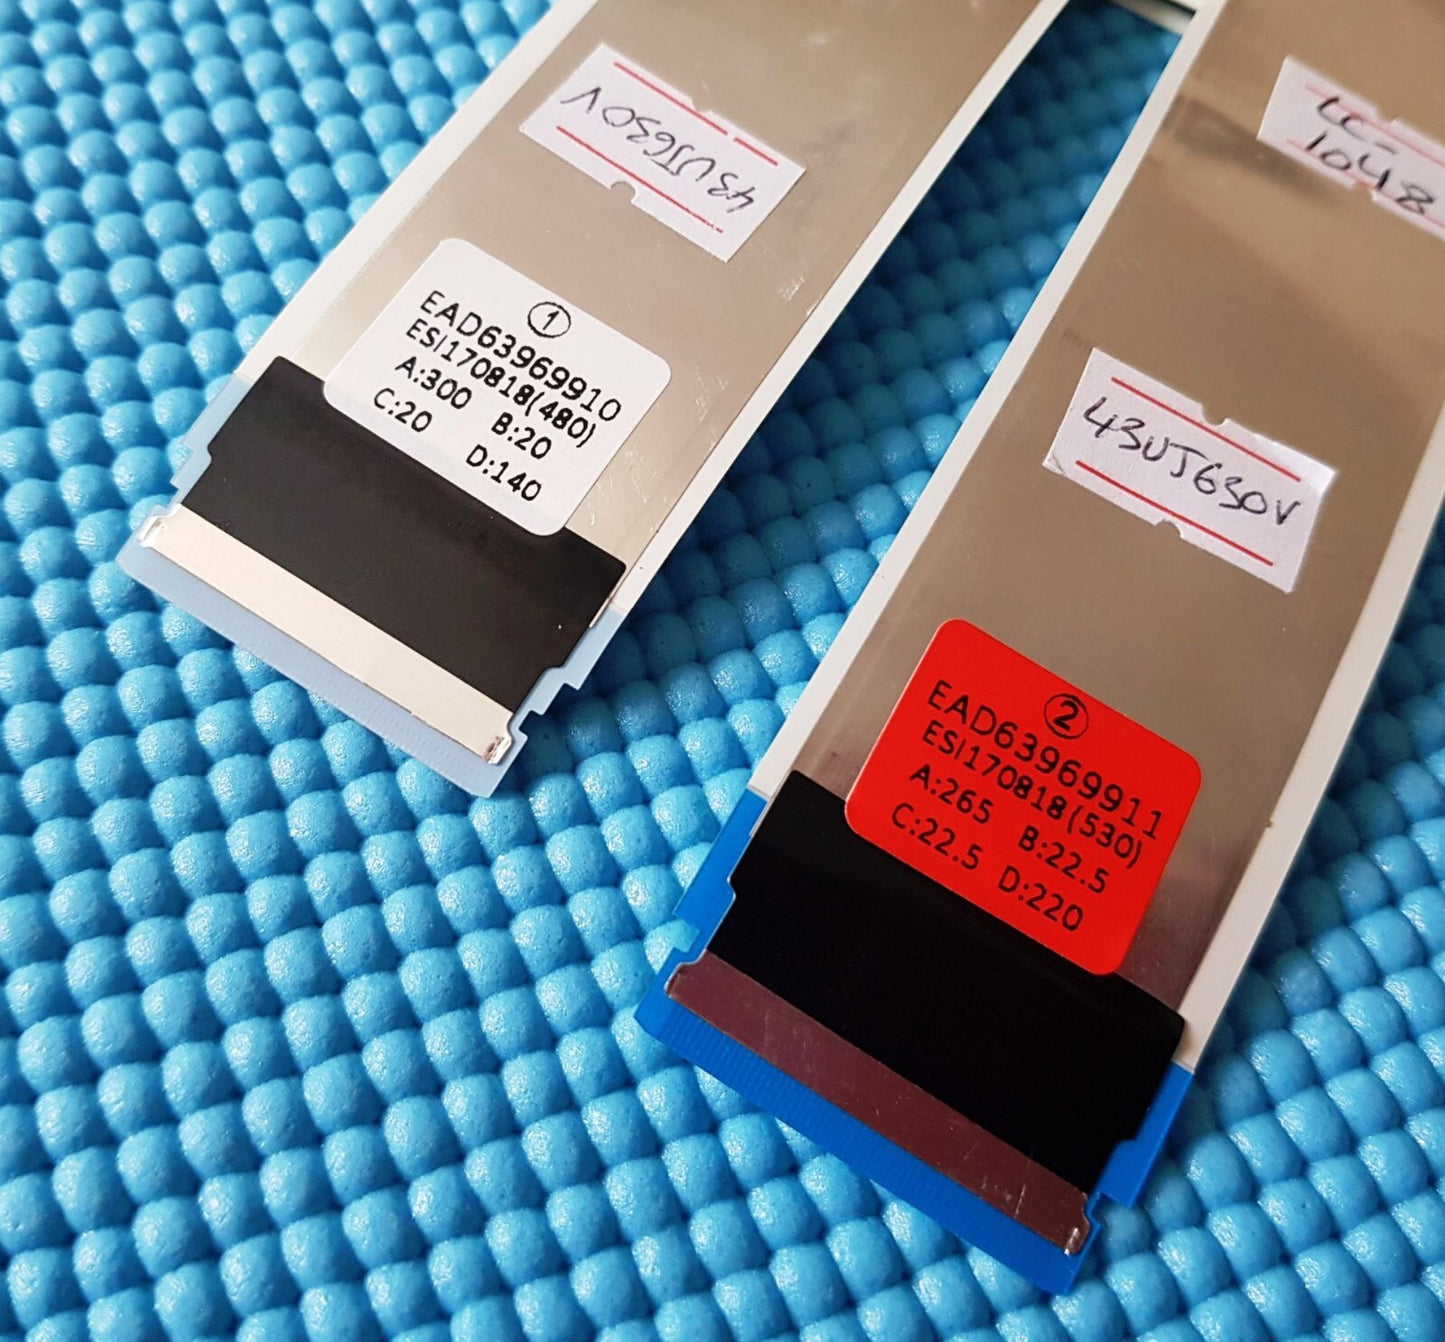 43UJ630V
1
EAD63969910
ESI170818(480)
A:300 B:20
C:20 D:140
LC-
1048
43UJ630V
2
EAD63969911
ESI170818(530)
A:265 B:22.5
C:22.5 D:220